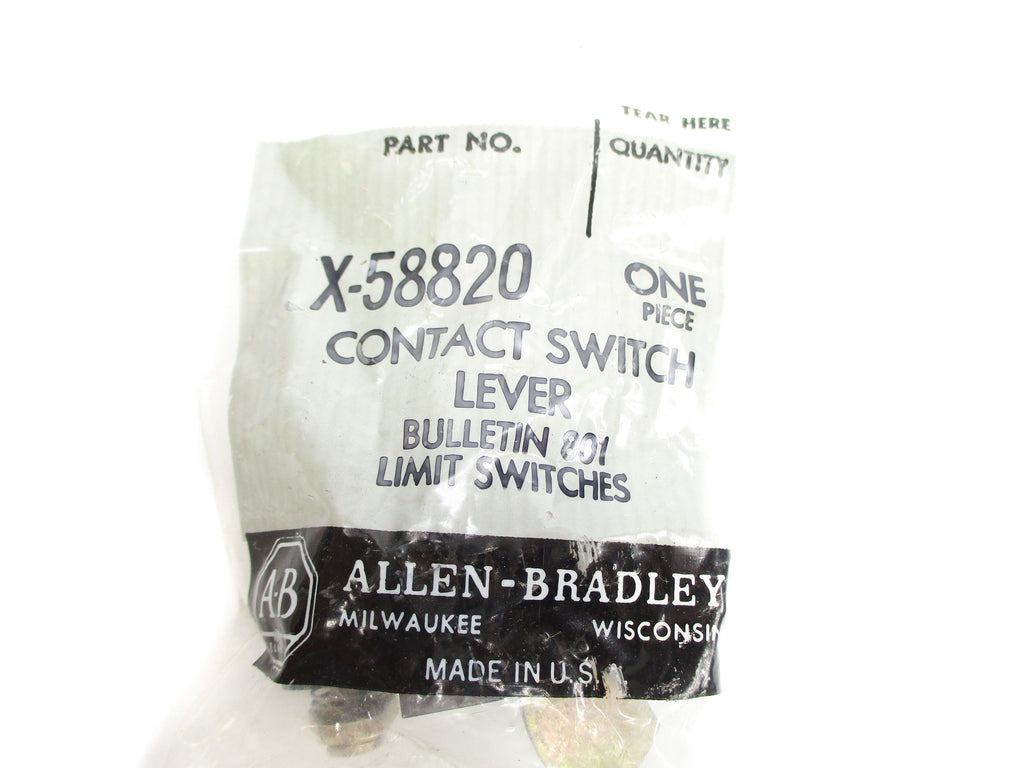 TEAR HERE
PART NO.
QUANTITY
X-58820
ONE
PIECE
CONTACT SWITCH
LEVER
BULLETIN 801
LIMIT SWITCHES
A-B
ALLEN-BRADLEY
MILWAUKEE WISCONSIN
MADE IN U.S.